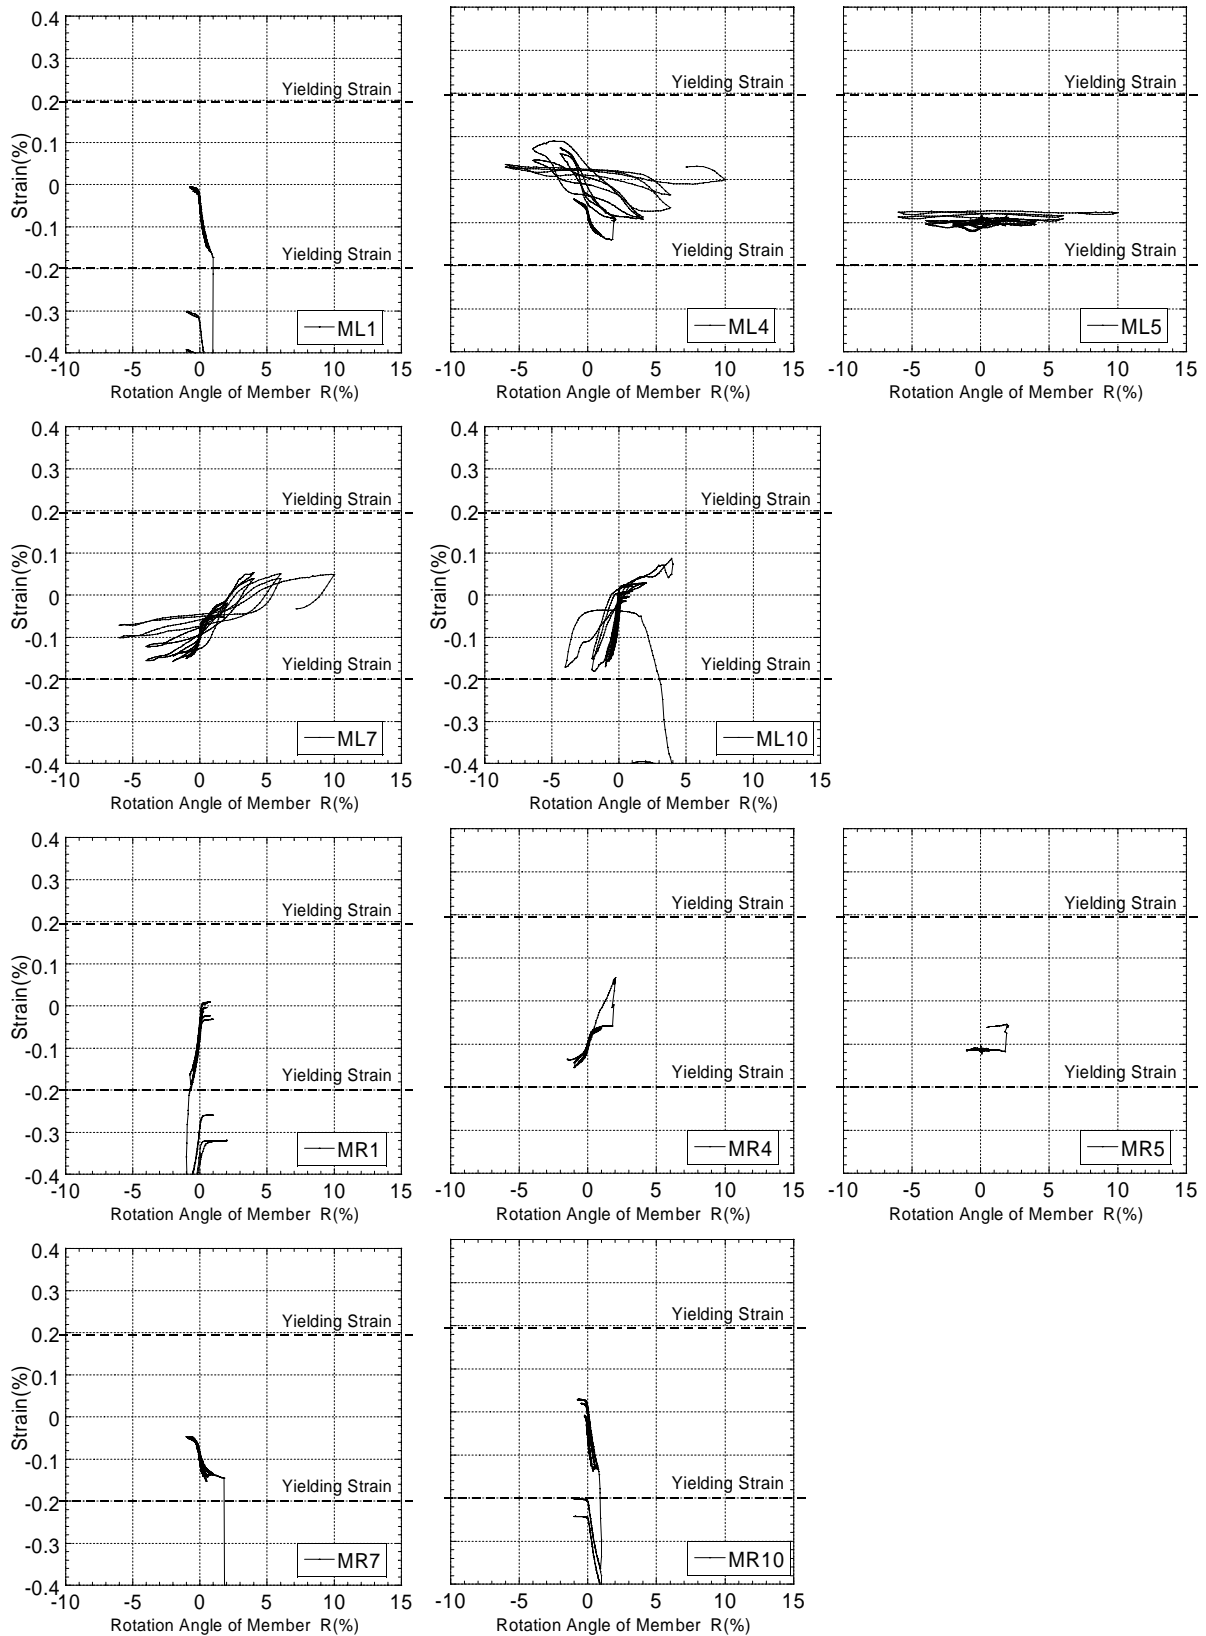 0.4
0.3
0.2
0.1
0
-0.1
-0.2
-0.3
-0.4
Strain(%)
Yielding Strain
Yielding Strain
ML1
-10 -5 0 5 10 15
Rotation Angle of Member R(%)
Yielding Strain
Yielding Strain
ML4
-10 -5 0 5 10 15
Rotation Angle of Member R(%)
Yielding Strain
Yielding Strain
ML5
-10 -5 0 5 10 15
Rotation Angle of Member R(%)
0.4
0.3
0.2
0.1
0
-0.1
-0.2
-0.3
-0.4
Strain(%)
Yielding Strain
Yielding Strain
ML7
-10 -5 0 5 10 15
Rotation Angle of Member R(%)
0.4
0.3
0.2
0.1
0
-0.1
-0.2
-0.3
-0.4
Strain(%)
Yielding Strain
Yielding Strain
ML10
-10 -5 0 5 10 15
Rotation Angle of Member R(%)
0.4
0.3
0.2
0.1
0
-0.1
-0.2
-0.3
-0.4
Strain(%)
Yielding Strain
Yielding Strain
MR1
-10 -5 0 5 10 15
Rotation Angle of Member R(%)
Yielding Strain
Yielding Strain
MR4
-10 -5 0 5 10 15
Rotation Angle of Member R(%)
Yielding Strain
Yielding Strain
MR5
-10 -5 0 5 10 15
Rotation Angle of Member R(%)
0.4
0.3
0.2
0.1
0
-0.1
-0.2
-0.3
-0.4
Strain(%)
Yielding Strain
Yielding Strain
MR7
-10 -5 0 5 10 15
Rotation Angle of Member R(%)
Yielding Strain
Yielding Strain
MR10
-10 -5 0 5 10 15
Rotation Angle of Member R(%)